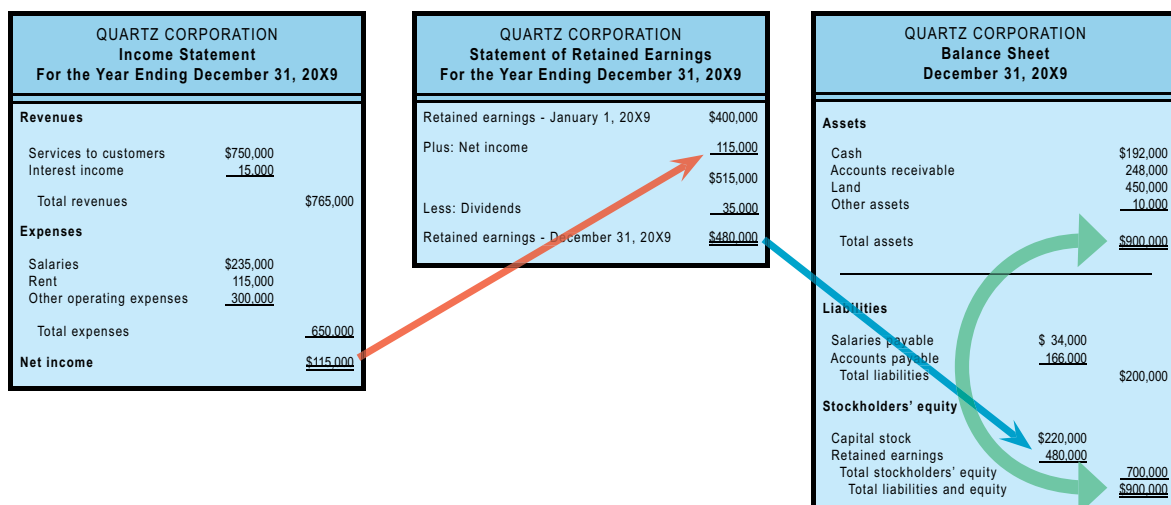 QUARTZ CORPORATION
Income Statement
For the Year Ending December 31, 20X9
Revenues
Services to customers $750,000
Interest income 15,000
Total revenues $765,000
Expenses
Salaries $235,000
Rent 115,000
Other operating expenses 300,000
Total expenses 650,000
Net income $115,000
QUARTZ CORPORATION
Statement of Retained Earnings
For the Year Ending December 31, 20X9
Retained earnings - January 1, 20X9 $400,000
Plus: Net income 115,000
$515,000
Less: Dividends 35,000
Retained earnings - December 31, 20X9 $480,000
QUARTZ CORPORATION
Balance Sheet
December 31, 20X9
Assets
Cash $192,000
Accounts receivable 248,000
Land 450,000
Other assets 10,000
Total assets $900,000
Liabilities
Salaries payable $ 34,000
Accounts payable 166,000
Total liabilities $200,000
Stockholders' equity
Capital stock $220,000
Retained earnings 480,000
Total stockholders' equity 700,000
Total liabilities and equity $900,000